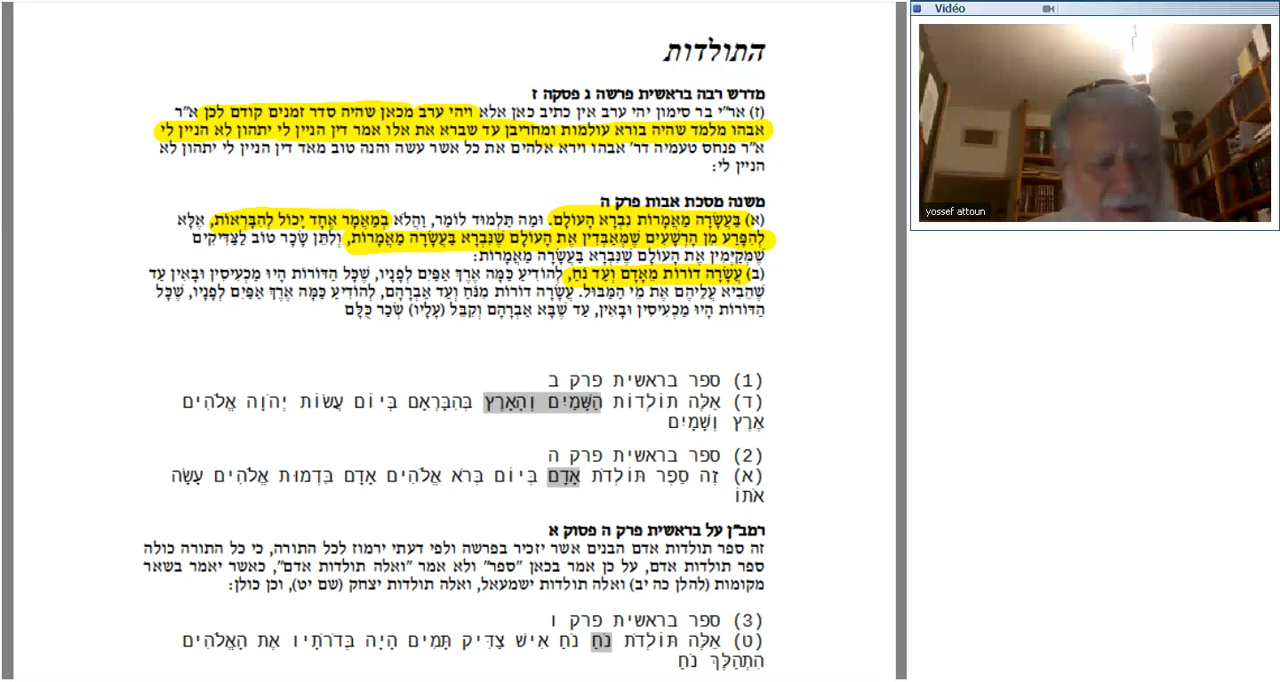 התולדות
מדרש רבה בראשית פרשה ג פסקה ז
(ז) אר"י בר סימון יהי ערב אין כתיב כאן אלא ויהי ערב מכאן שהיה סדר זמנים קודם לכן א"ר
אבהו מלמד שהיה בורא עולמות ומחריבן עד שברא את אלו אמר דין הניין לי יתהון לא הניין לי
א"ר פנחס טעמיה דר' אבהו וירא אלהים את כל אשר עשה והנה טוב מאד דין הניין לי יתהון לא
הניין לי:
משנה מסכת אבות פרק ה
(א) בַּעֲשָׂרָה מַאֲמָרוֹת נִבְרָא הָעוֹלָם. וּמַה תַּלְמוּד לוֹמַר, וַהֲלֹא בְמַאֲמָר אֶחָד יָכוֹל לְהִבָּרְאוֹת, אֶלָּא
לְהִפָּרַע מִן הָרְשָׁעִים שֶׁמְּאַבְּדִין אֶת הָעוֹלָם שֶׁנִּבְרָא בַּעֲשָׂרָה מַאֲמָרוֹת, וְלִתֵּן שָׂכָר טוֹב לַצַּדִּיקִים
שֶׁמְּקַיְּמִין אֶת הָעוֹלָם שֶׁנִּבְרָא בַּעֲשָׂרָה מַאֲמָרוֹת:
(ב) עֲשָׂרָה דוֹרוֹת מֵאָדָם וְעַד נֹחַ, לְהוֹדִיעַ כַּמָּה אֶרֶךְ אַפַּיִם לְפָנָיו, שֶׁכָּל הַדּוֹרוֹת הָיוּ מַכְעִיסִין וּבָאִין עַד
שֶׁהֵבִיא עֲלֵיהֶם אֶת מֵי הַמַּבּוּל. עֲשָׂרָה דוֹרוֹת מִנֹּחַ וְעַד אַבְרָהָם, לְהוֹדִיעַ כַּמָּה אֶרֶךְ אַפַּיִם לְפָנָיו, שֶׁכָּל
הַדּוֹרוֹת הָיוּ מַכְעִיסִין וּבָאִין, עַד שֶׁבָּא אַבְרָהָם וְקִבֵּל (עָלָיו) שְׂכַר כֻּלָּם
(1) ספר בראשית פרק ב
(ד) אֵלֶּה תוֹלְדוֹת הַשָּׁמַיִם וְהָאָרֶץ בְּהִבָּרְאָם בְּיוֹם עֲשׂוֹת יְהֹוָה אֱלֹהִים
אֶרֶץ וְשָׁמָיִם
(2) ספר בראשית פרק ה
(א) זֶה סֵפֶר תּוֹלְדֹת אָדָם בְּיוֹם בְּרֹא אֱלֹהִים אָדָם בִּדְמוּת אֱלֹהִים עָשָׂה
אֹתוֹ
רמב"ן על בראשית פרק ה פסוק א
זה ספר תולדות אדם הבנים אשר יזכיר בפרשה ולפי דעתי ירמוז לכל התורה, כי כל התורה כולה
ספר תולדות אדם, על כן אמר בכאן "ספר" ולא אמר "ואלה תולדות אדם", כאשר יאמר בשאר
מקומות (להלן כה יב) ואלה תולדות ישמעאל, ואלה תולדות יצחק (שם יט), וכן כולן:
(3) ספר בראשית פרק ו
(ט) אֵלֶּה תּוֹלְדֹת נֹחַ נֹחַ אִישׁ צַדִּיק תָּמִים הָיָה בְּדֹרֹתָיו אֶת הָאֱלֹהִים
הִתְהַלֶּךְ נֹחַ
Vidéo
yossef attoun